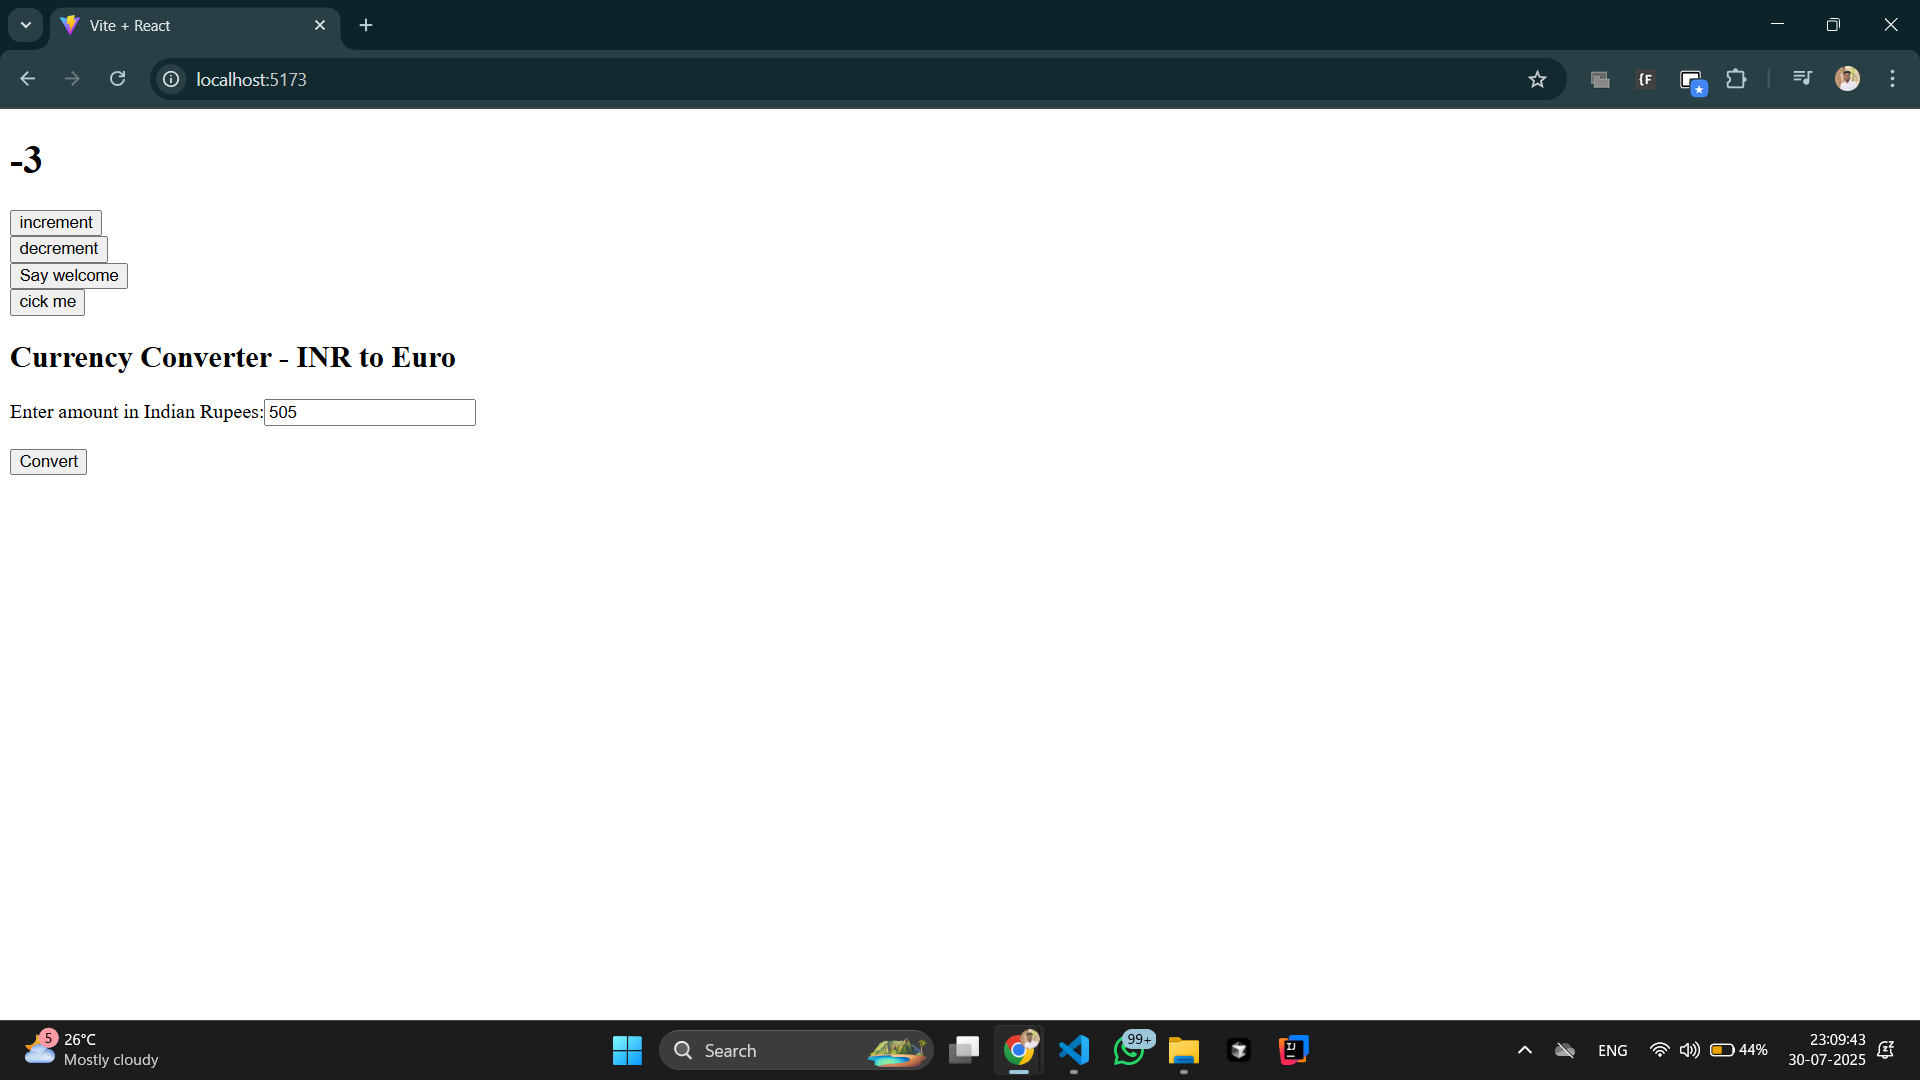 Vite + React
localhost:5173
{F
-3
increment
decrement
Say welcome
cick me
Currency Converter - INR to Euro
Enter amount in Indian Rupees: 505
Convert
5
26°C
Mostly cloudy
Search
99+
IJ
ENG
44%
23:09:43
30-07-2025